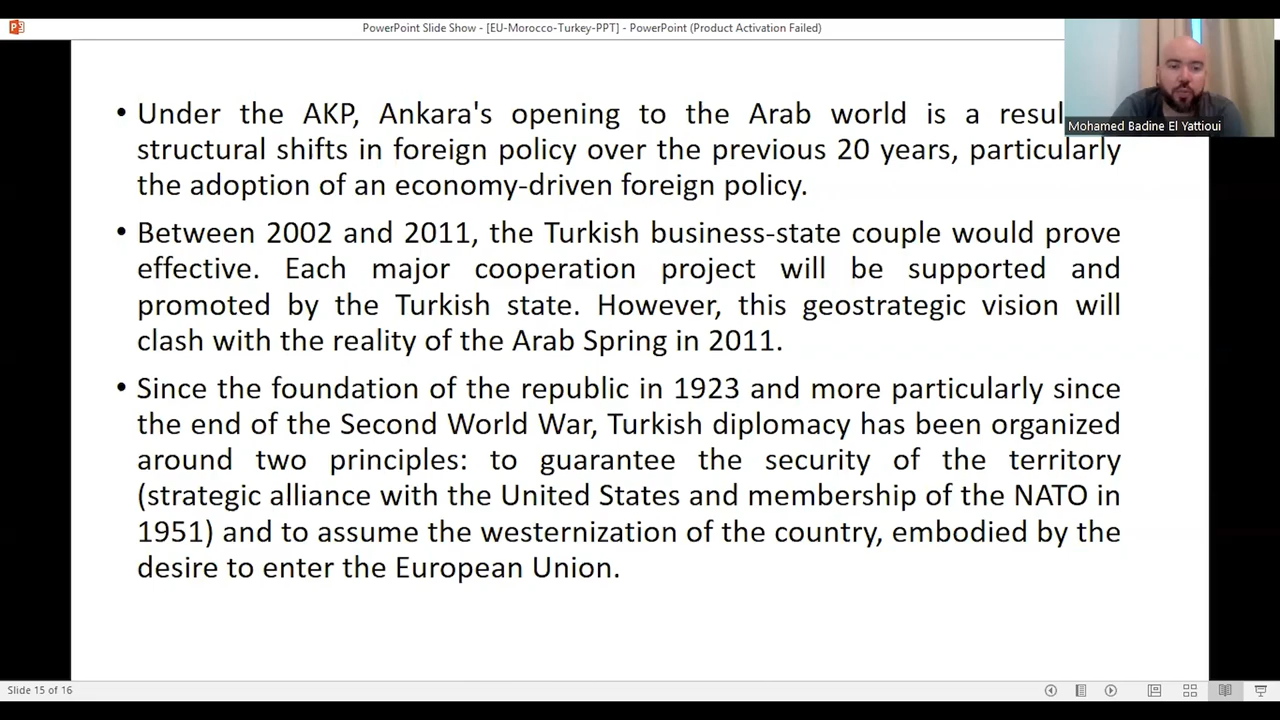 PowerPoint Slide Show - [EU-Morocco-Turkey-PPT] - PowerPoint (Product Activation Failed)
Mohamed Badine El Yattioui
• Under the AKP, Ankara's opening to the Arab world is a resul
structural shifts in foreign policy over the previous 20 years, particularly
the adoption of an economy-driven foreign policy.
• Between 2002 and 2011, the Turkish business-state couple would prove
effective. Each major cooperation project will be supported and
promoted by the Turkish state. However, this geostrategic vision will
clash with the reality of the Arab Spring in 2011.
• Since the foundation of the republic in 1923 and more particularly since
the end of the Second World War, Turkish diplomacy has been organized
around two principles: to guarantee the security of the territory
(strategic alliance with the United States and membership of the NATO in
1951) and to assume the westernization of the country, embodied by the
desire to enter the European Union.
Slide 15 of 16